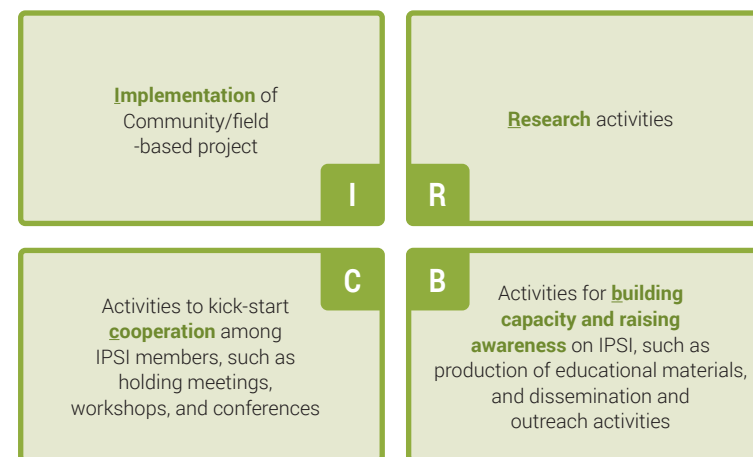 Implementation of
Community/field
-based project
I
Research activities
R
C
Activities to kick-start
cooperation among
IPSI members, such as
holding meetings,
workshops, and conferences
B
Activities for building
capacity and raising
awareness on IPSI, such as
production of educational materials,
and dissemination and
outreach activities